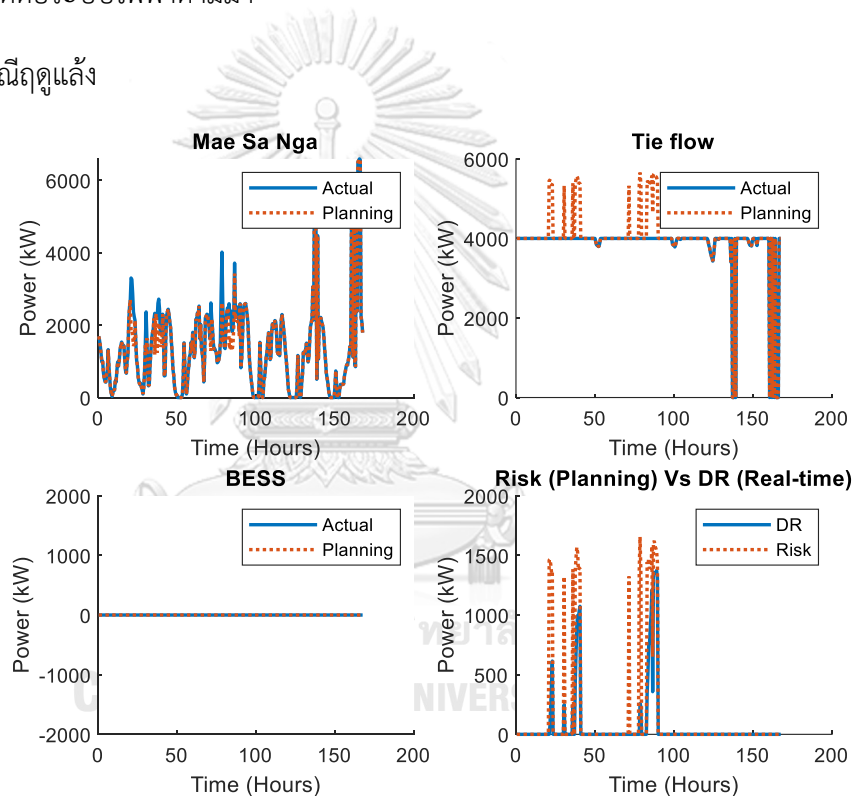 ณีฤดูแล้ง
Mae Sa Nga
Power (kW)
6000
4000
2000
0
0 50 100 150 200
Time (Hours)
Actual
Planning
Tie flow
Power (kW)
6000
4000
2000
0
0 50 100 150 200
Time (Hours)
Actual
Planning
BESS
Power (kW)
2000
1000
0
-1000
-2000
0 50 100 150 200
Time (Hours)
Actual
Planning
Risk (Planning) Vs DR (Real-time)
Power (kW)
2000
1500
1000
500
0
0 50 100 150 200
Time (Hours)
DR
Risk